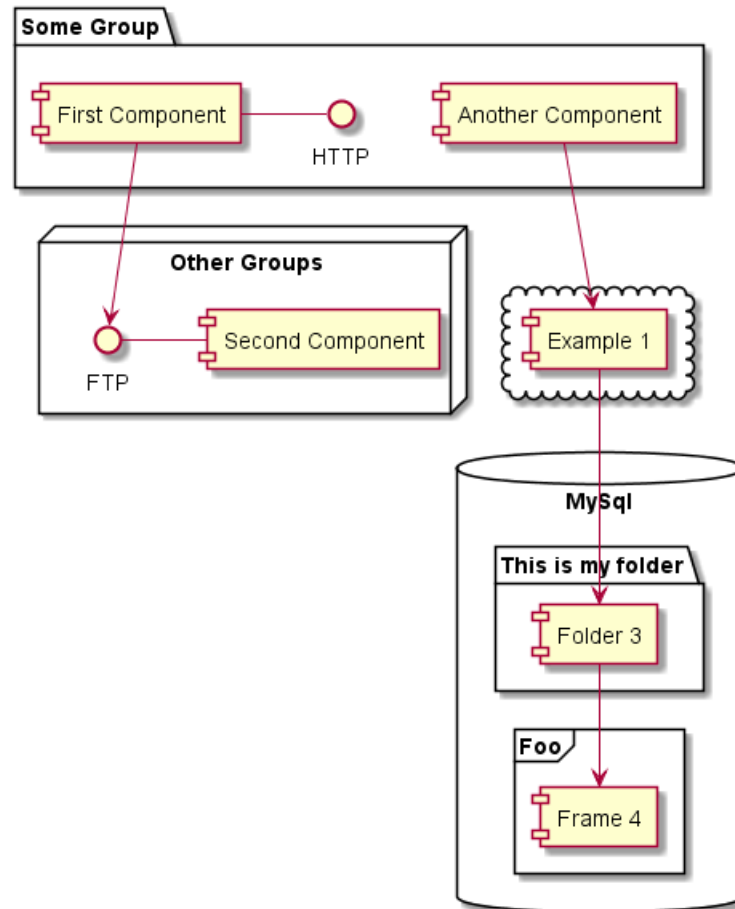 Some Group
First Component
HTTP
Another Component
Other Groups
FTP
Second Component
Example 1
MySql
This is my folder
Folder 3
Foo
Frame 4